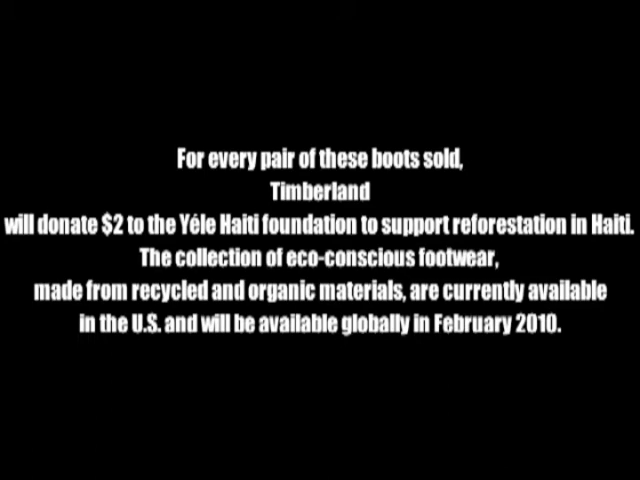 For every pair of these boots sold,
Timberland
will donate $2 to the Yéle Haiti foundation to support reforestation in Haiti.
The collection of eco-conscious footwear,
made from recycled and organic materials, are currently available
in the U.S. and will be available globally in February 2010.